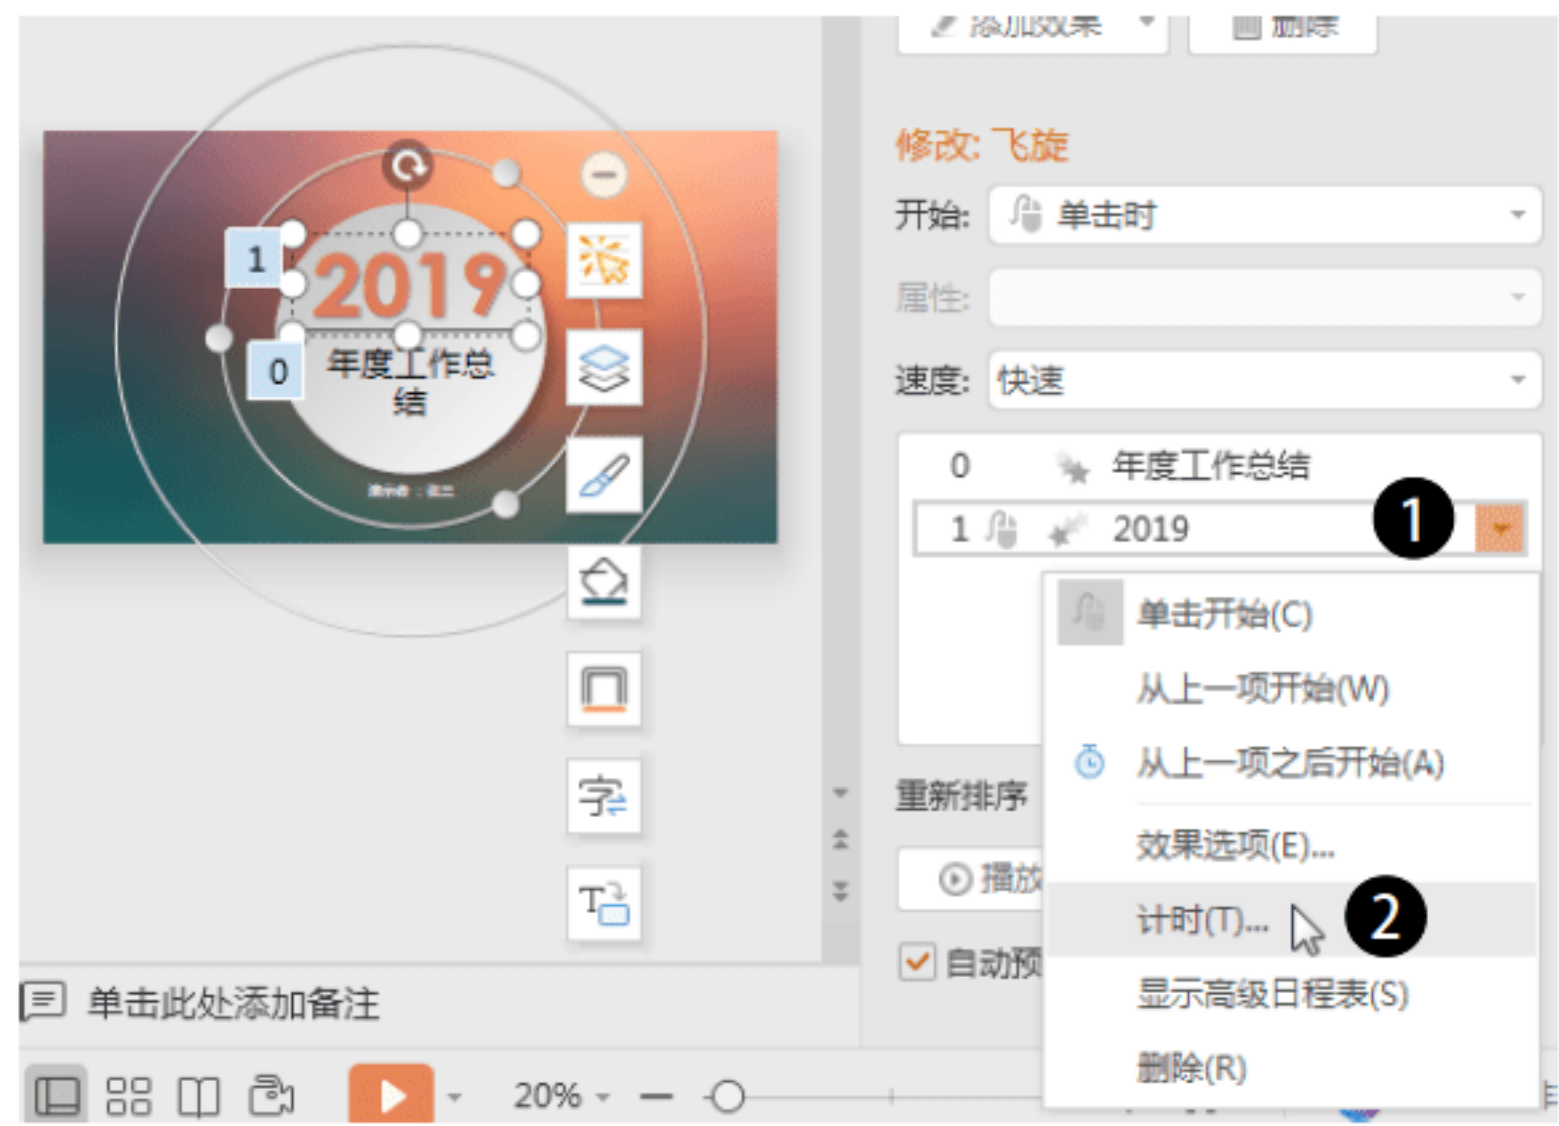 添加效果
删除
修改: 飞旋
开始: 单击时
属性:
速度: 快速
0 年度工作总结
1 2019
1
单击开始(C)
从上一项开始(W)
从上一项之后开始(A)
效果选项(E)...
计时(T)...
2
显示高级日程表(S)
删除(R)
重新排序
播放
自动预
1
2019
0
年度工作总
结
字
T
单击此处添加备注
20%